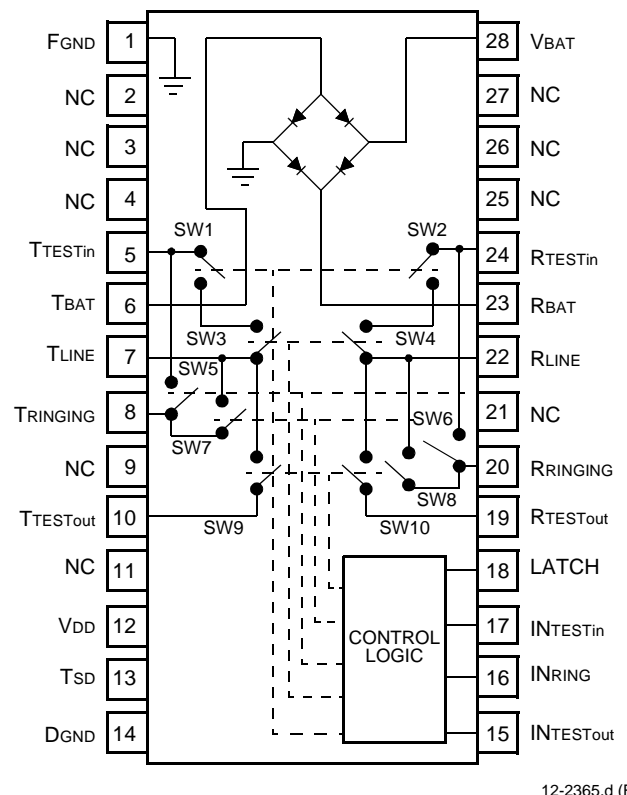 FGND 1 28 VBAT
NC 2 27 NC
NC 3 26 NC
NC 4 25 NC
SW1 SW2
TTESTin 5 24 RTESTin
TBAT 6 23 RBAT
SW3 SW4
TLINE 7 22 RLINE
SW5
TRINGING 8 21 NC
SW6
SW7
NC 9 20 RRINGING
SW8
TTESTout 10 19 RTESTout
SW9 SW10
NC 11 18 LATCH
VDD 12 17 INTESTin
CONTROL
LOGIC
TSD 13 16 INRING
DGND 14 15 INTESTout
12-2365.d (F